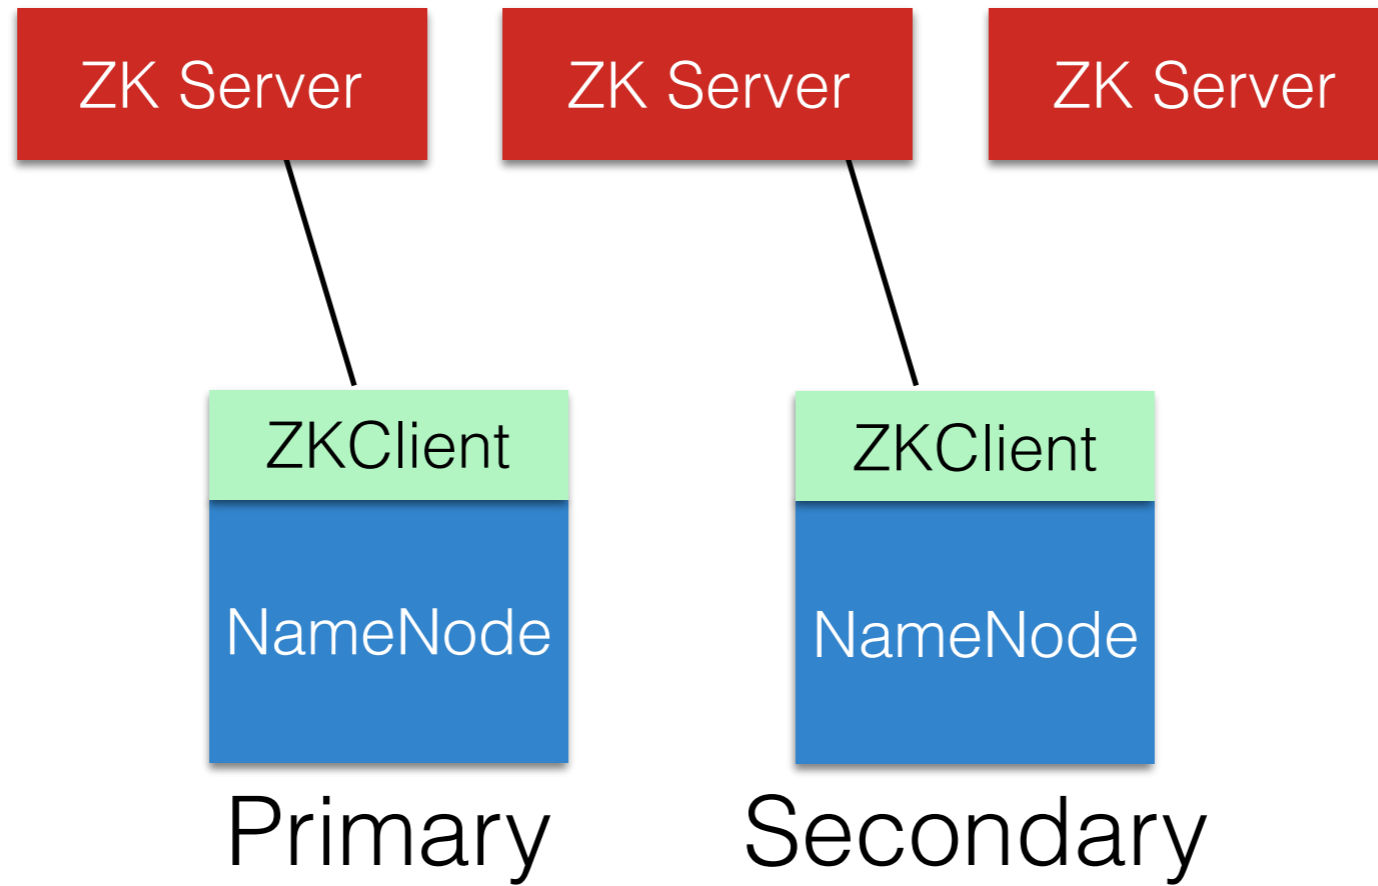 ZK Server
ZK Server
ZK Server
ZKClient
ZKClient
NameNode
NameNode
Primary
Secondary